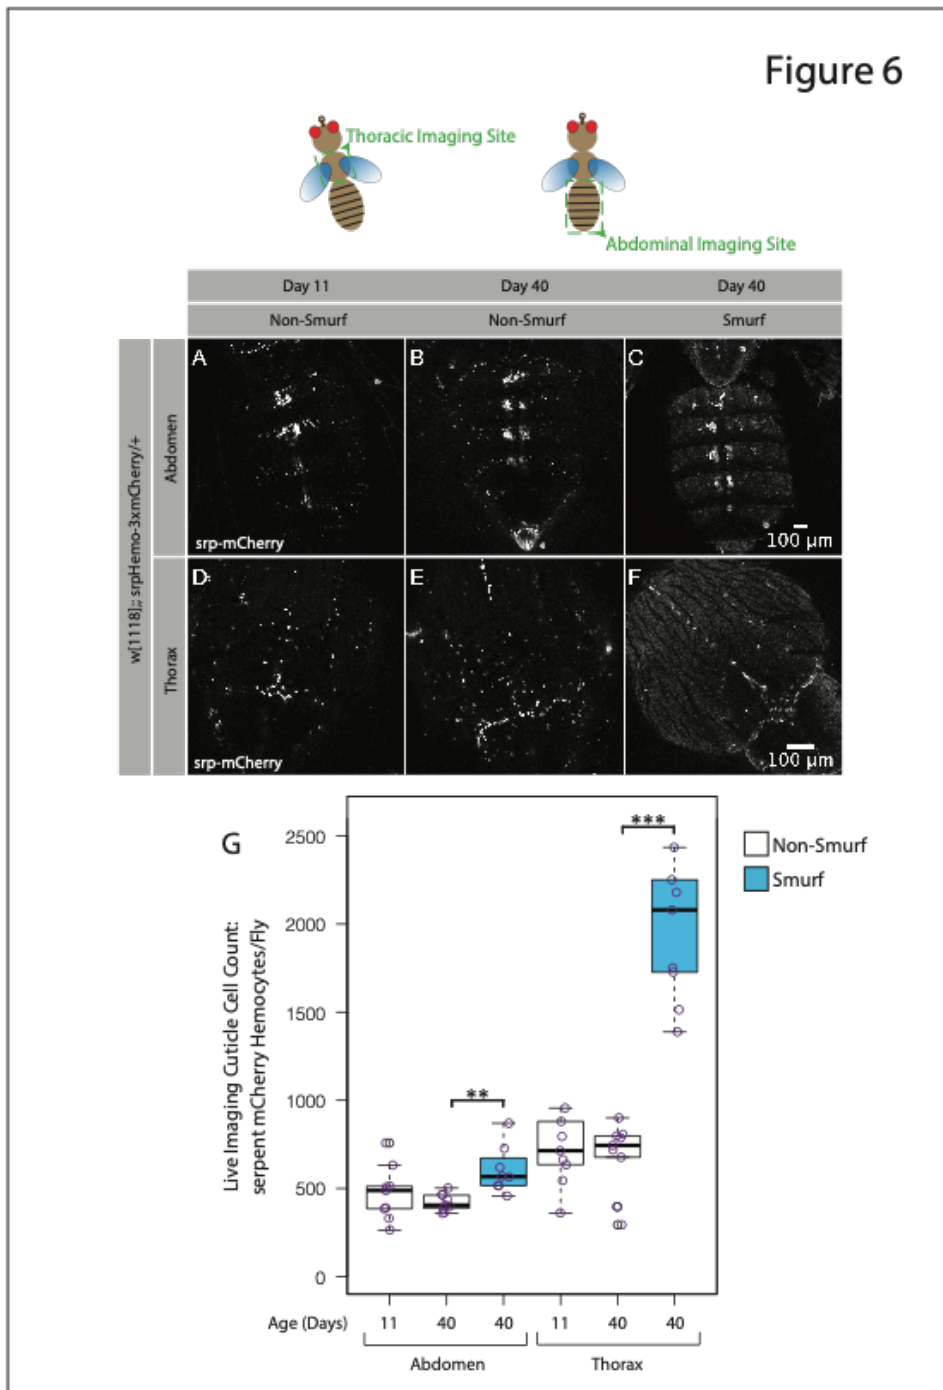 Figure 6
Thoracic Imaging Site
Abdominal Imaging Site
Day 11 Day 40 Day 40
Non-Smurf Non-Smurf Smurf
w[1118];; srpHemo-3xmCherry/+
Abdomen
A B C
srp-mCherry
100 µm
Thorax
D E F
srp-mCherry
100 µm
G
Live Imaging Cuticle Cell Count:
serpent mCherry Hemocytes/Fly
2500
2000
1500
1000
500
0
**
***
Non-Smurf
Smurf
Age (Days) 11 40 40 11 40 40
Abdomen Thorax